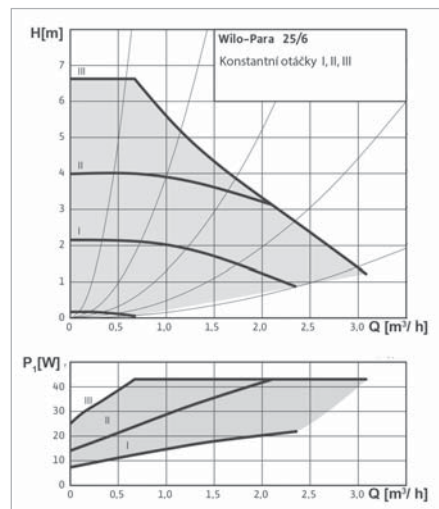 H[m]
Wilo-Para 25/6
Konstantní otáčky I, II, III
7
III
6
5
4
II
3
2
I
1
0
0 0,5 1,0 1,5 2,0 2,5 3,0 Q [m³/ h]
P₁[W]
40
III
30
II
20
I
10
0
0 0,5 1,0 1,5 2,0 2,5 3,0 Q [m³/ h]